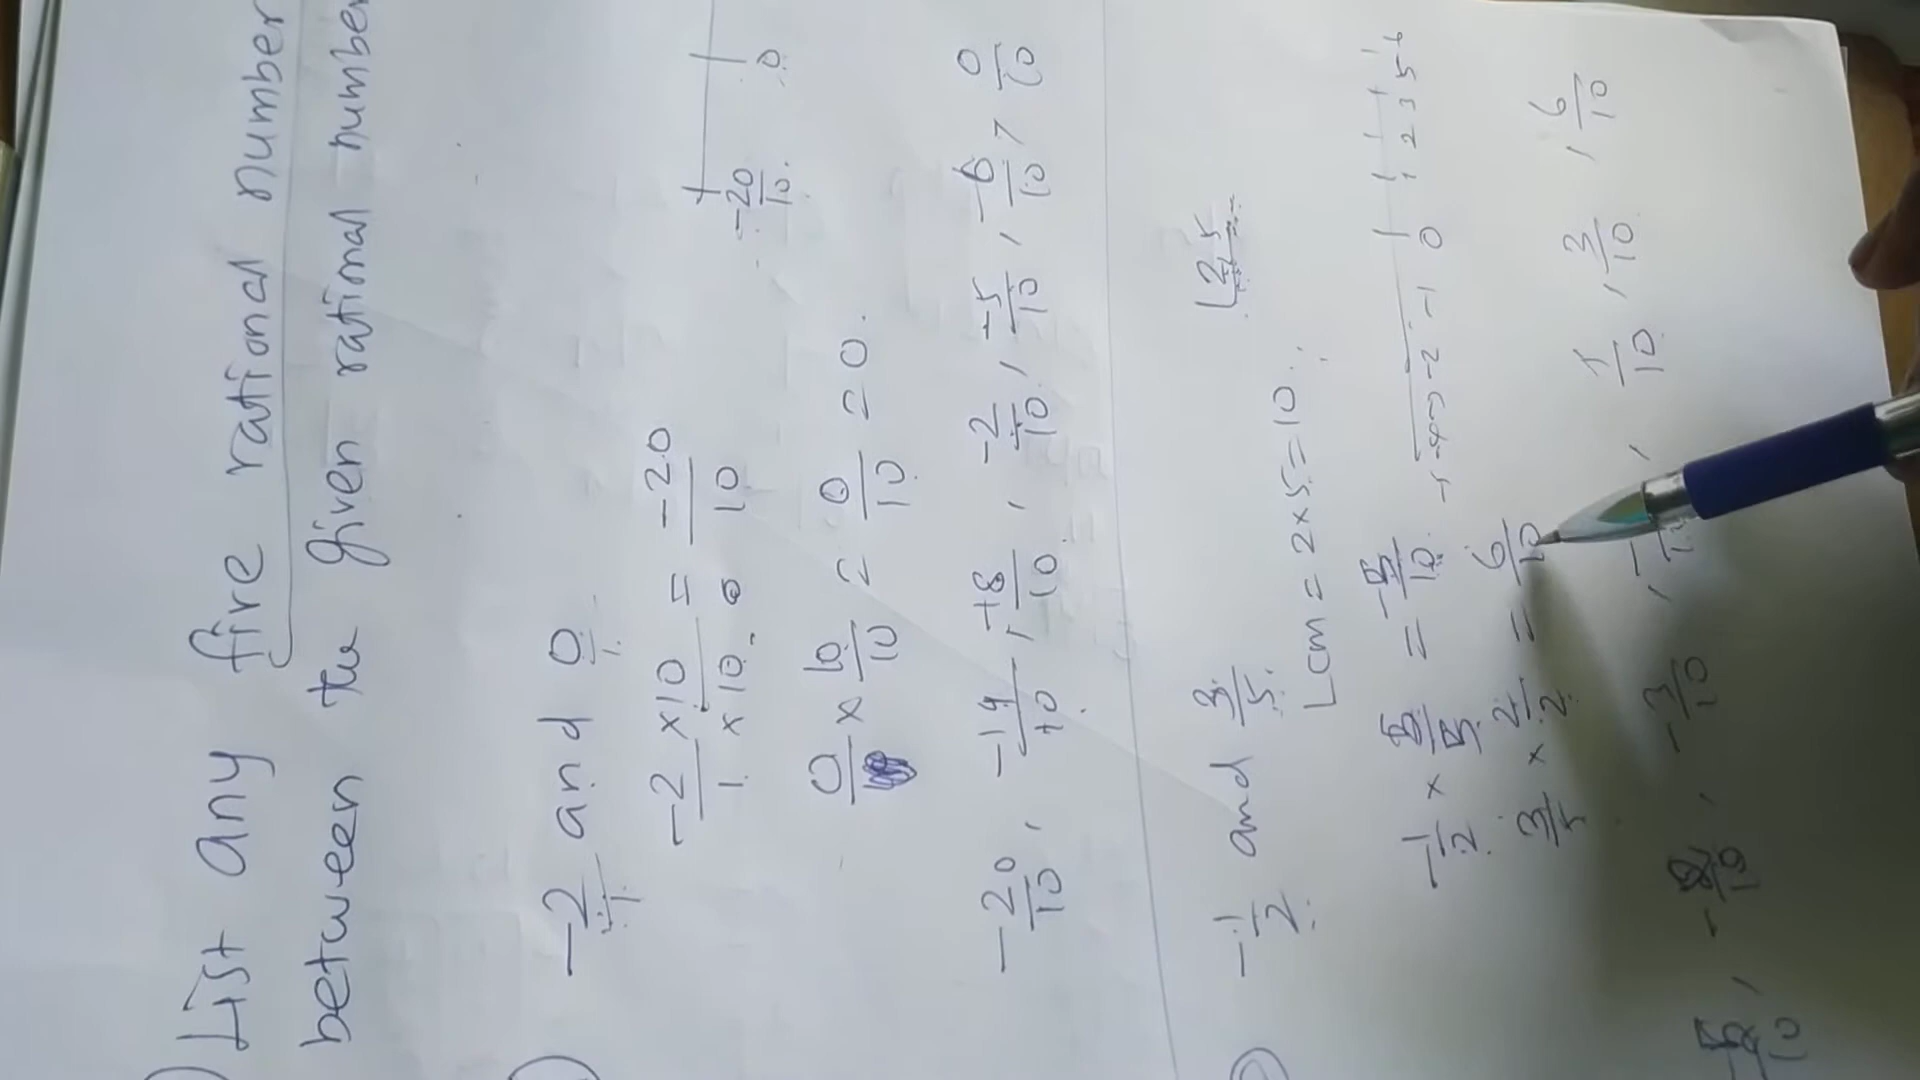 ) List any five rational number
between the given rational number
-2/1 and 0/1.
-2/1 × 10/10 = -20/10
-20/10 0
0/ × 10/10 = 0/10 = 0.
-20/10, -14/10, +8/10, -2/10, -5/10, -6/10, 0/10
-1/2 and 3/5. 2, 5
Lcm = 2×5 = 10.
-1/2 × 5/5 = -5/10 -2 -1 0 1 2 3 5 6
3/5 × 2/2 = 6/10
-3/10, 1/10, 3/10, 6/10